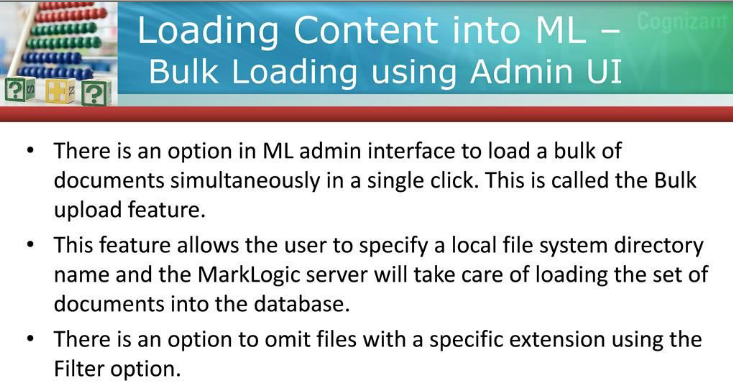 Loading Content into ML –
Cognizant
Bulk Loading using Admin UI
? ?
• There is an option in ML admin interface to load a bulk of
documents simultaneously in a single click. This is called the Bulk
upload feature.
• This feature allows the user to specify a local file system directory
name and the MarkLogic server will take care of loading the set of
documents into the database.
• There is an option to omit files with a specific extension using the
Filter option.